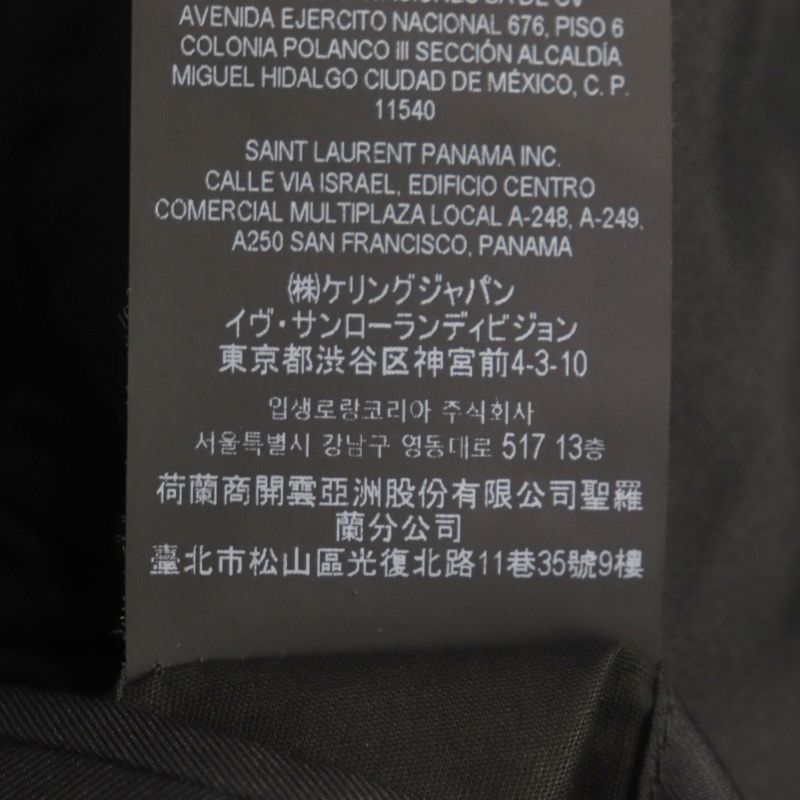 SA DE CV
AVENIDA EJERCITO NACIONAL 676, PISO 6
COLONIA POLANCO III SECCIÓN ALCALDÍA
MIGUEL HIDALGO CIUDAD DE MÉXICO, C. P.
11540
SAINT LAURENT PANAMA INC.
CALLE VIA ISRAEL, EDIFICIO CENTRO
COMERCIAL MULTIPLAZA LOCAL A-248, A-249,
A250 SAN FRANCISCO, PANAMA
㈱ケリングジャパン
イヴ・サンローランディビジョン
東京都渋谷区神宮前4-3-10
입생로랑코리아 주식회사
서울특별시 강남구 영동대로 517 13층
荷蘭商開雲亞洲股份有限公司聖羅
蘭分公司
臺北市松山區光復北路11巷35號9樓